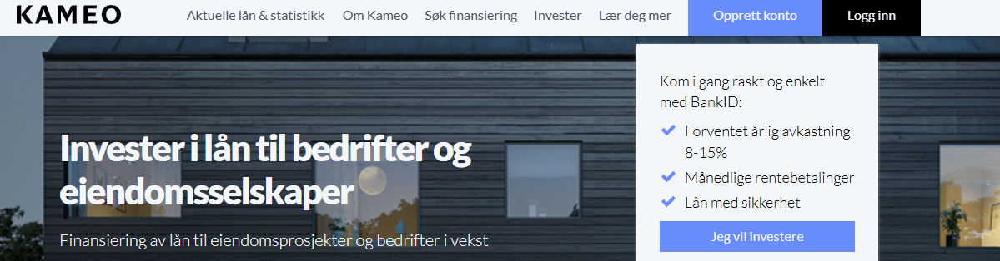 KAMEO
Aktuelle lån & statistikk
Om Kameo
Søk finansiering
Invester
Lær deg mer
Opprett konto
Logg inn
Invester i lån til bedrifter og
eiendomsselskaper
Finansiering av lån til eiendomsprosjekter og bedrifter i vekst
Kom i gang raskt og enkelt
med BankID:
Forventet årlig avkastning
8-15%
Månedlige rentebetalinger
Lån med sikkerhet
Jeg vil investere